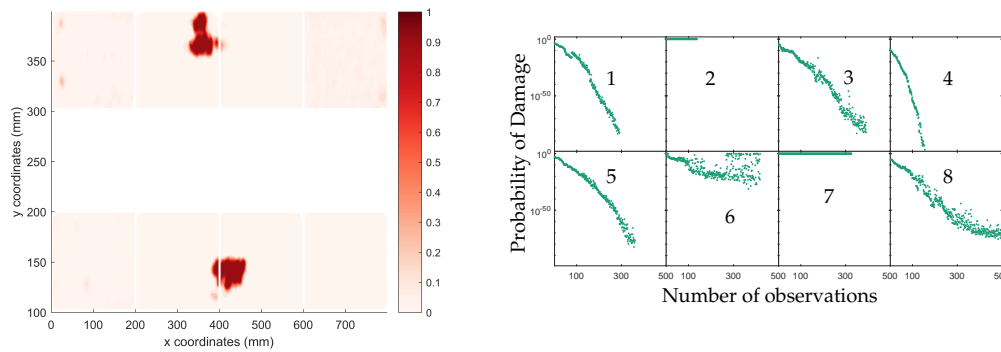 350
300
250
200
150
100
y coordinates (mm)
0 100 200 300 400 500 600 700
x coordinates (mm)
1
0.9
0.8
0.7
0.6
0.5
0.4
0.3
0.2
0.1
0
Probability of Damage
10^0
10^-50
1 2 3 4
10^0
10^-50
5 6 7 8
100 300 500 100 300 500 100 300 500 100 300 500
Number of observations